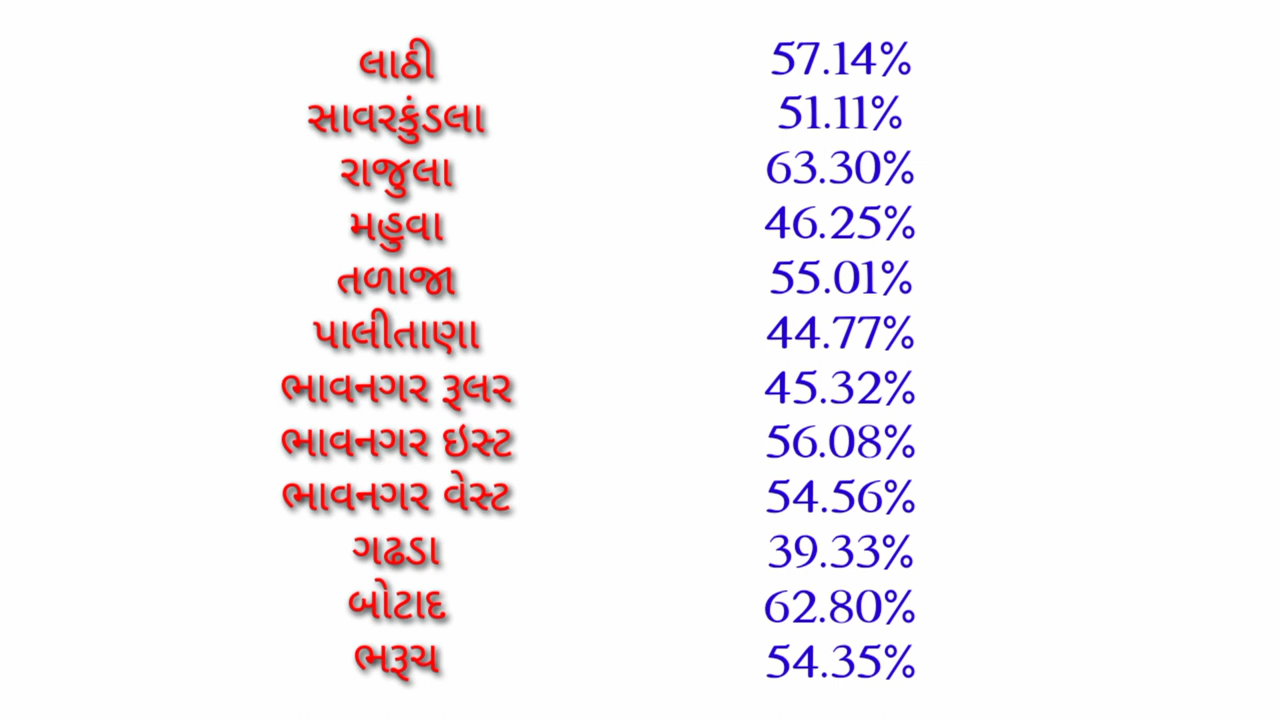 લાઠી 57.14%
સાવરકુંડલા 51.11%
રાજુલા 63.30%
મહુવા 46.25%
તળાજા 55.01%
પાલીતાણા 44.77%
ભાવનગર રૂલર 45.32%
ભાવનગર ઇસ્ટ 56.08%
ભાવનગર વેસ્ટ 54.56%
ગઢડા 39.33%
બોટાદ 62.80%
ભરૂચ 54.35%